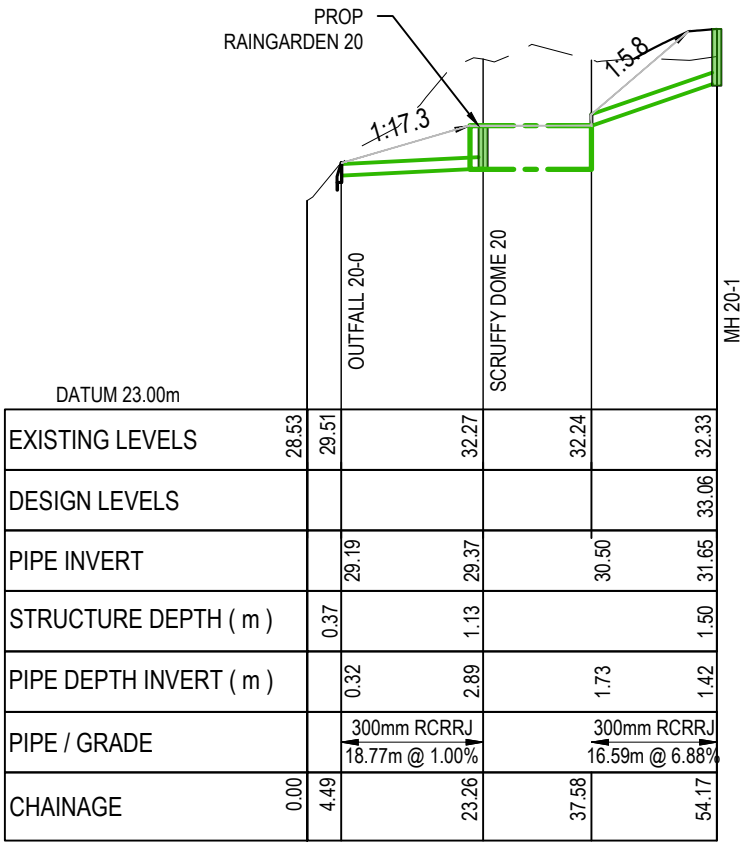 PROP
RAINGARDEN 20
1:17.3
1:5.8
OUTFALL 20-0
SCRUFFY DOME 20
MH 20-1
DATUM 23.00m
EXISTING LEVELS 28.53 29.51 32.27 32.24 32.33
DESIGN LEVELS 33.06
PIPE INVERT 29.19 29.37 30.50 31.65
STRUCTURE DEPTH ( m ) 0.37 1.13 1.50
PIPE DEPTH INVERT ( m ) 0.32 2.89 1.73 1.42
PIPE / GRADE 300mm RCRRJ 300mm RCRRJ
18.77m @ 1.00% 16.59m @ 6.88%
CHAINAGE 0.00 4.49 23.26 37.58 54.17